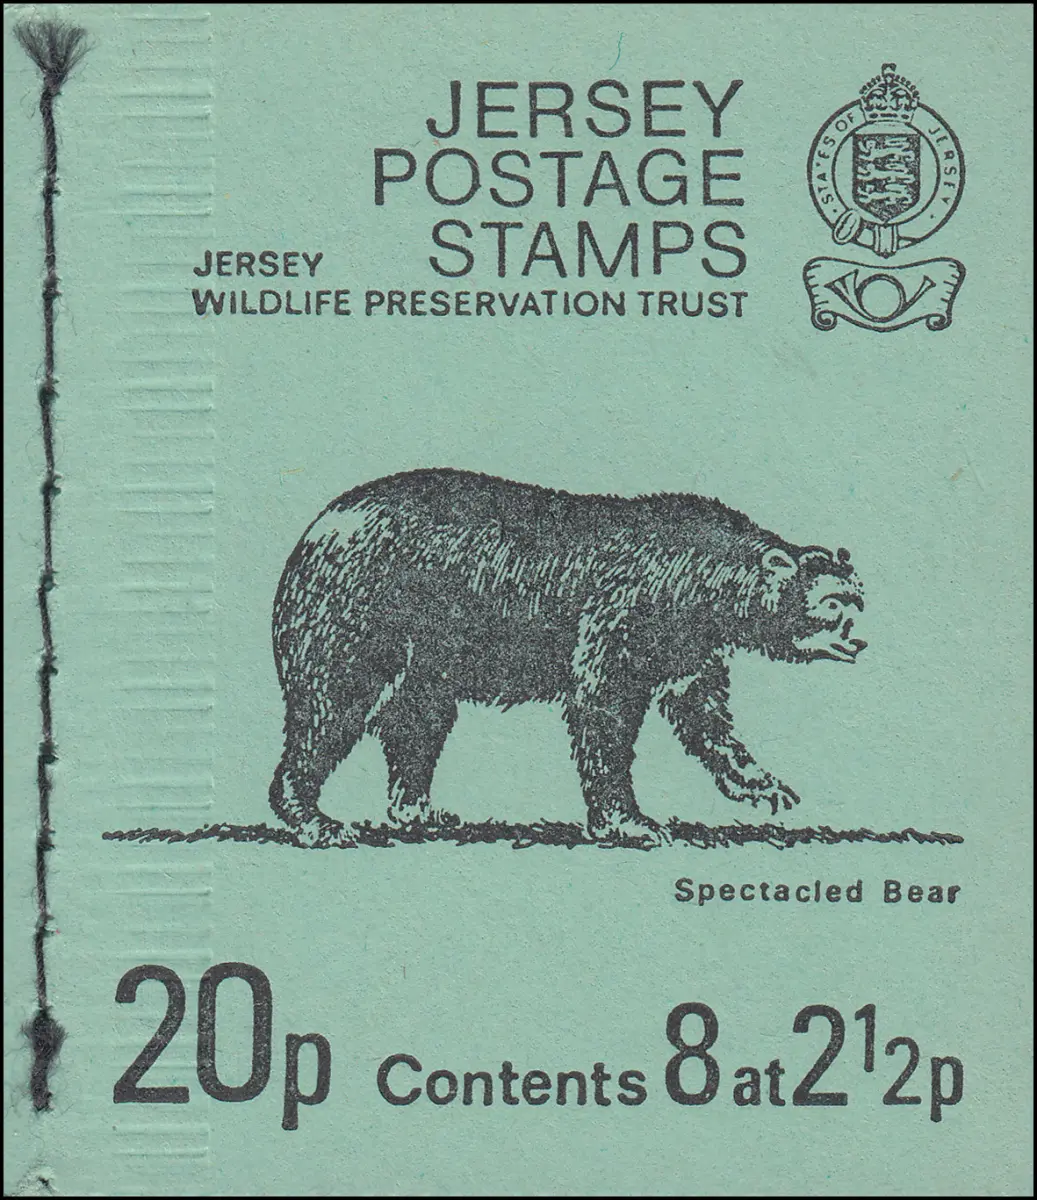 JERSEY
POSTAGE
STAMPS
JERSEY
WILDLIFE PRESERVATION TRUST
STATES OF JERSEY
Spectacled Bear
20p Contents 8 at 2½p